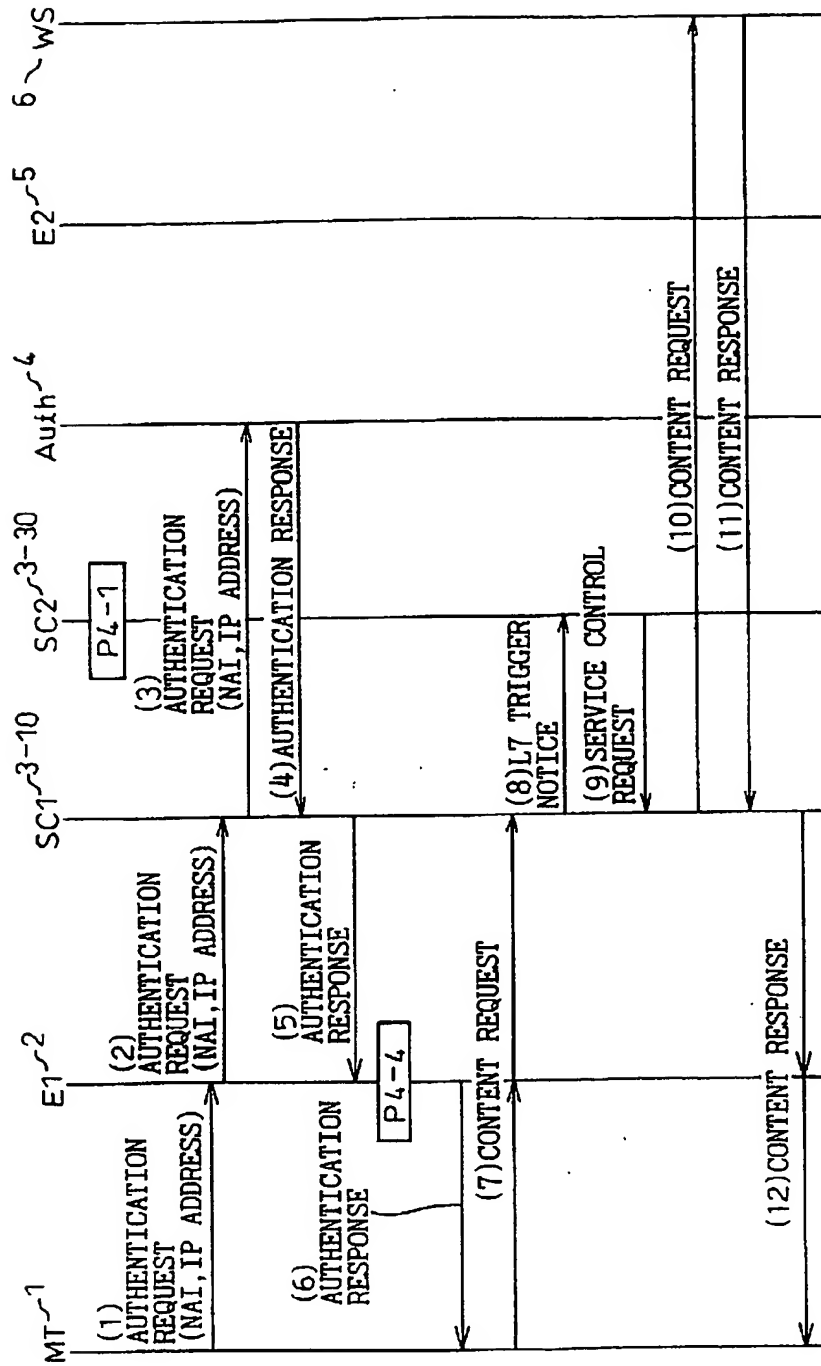 MT 1
E1 2
SC1 3-10
SC2 3-30
Auth 4
E2 5
6 WS
(1)
AUTHENTICATION
REQUEST
(NAI,IP ADDRESS)
(2)
AUTHENTICATION
REQUEST
(NAI,IP ADDRESS)
P4-1
(3)
AUTHENTICATION
REQUEST
(NAI,IP ADDRESS)
(4)AUTHENTICATION RESPONSE
(5)
AUTHENTICATION
RESPONSE
P4-4
(6)
AUTHENTICATION
RESPONSE
(7)CONTENT REQUEST
(8)L7 TRIGGER
NOTICE
(9)SERVICE CONTROL
REQUEST
(10)CONTENT REQUEST
(11)CONTENT RESPONSE
(12)CONTENT RESPONSE